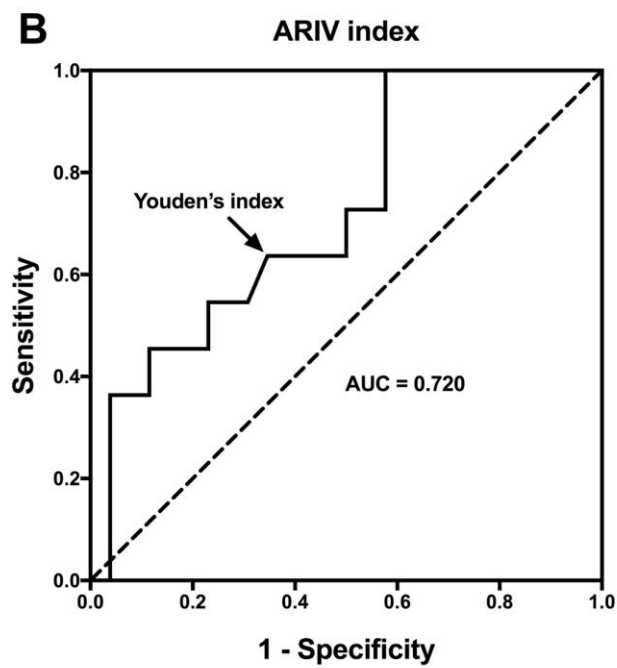 B
ARIV index
1.0
0.8
0.6
0.4
0.2
0.0
Sensitivity
Youden’s index
AUC = 0.720
0.0 0.2 0.4 0.6 0.8 1.0
1 - Specificity